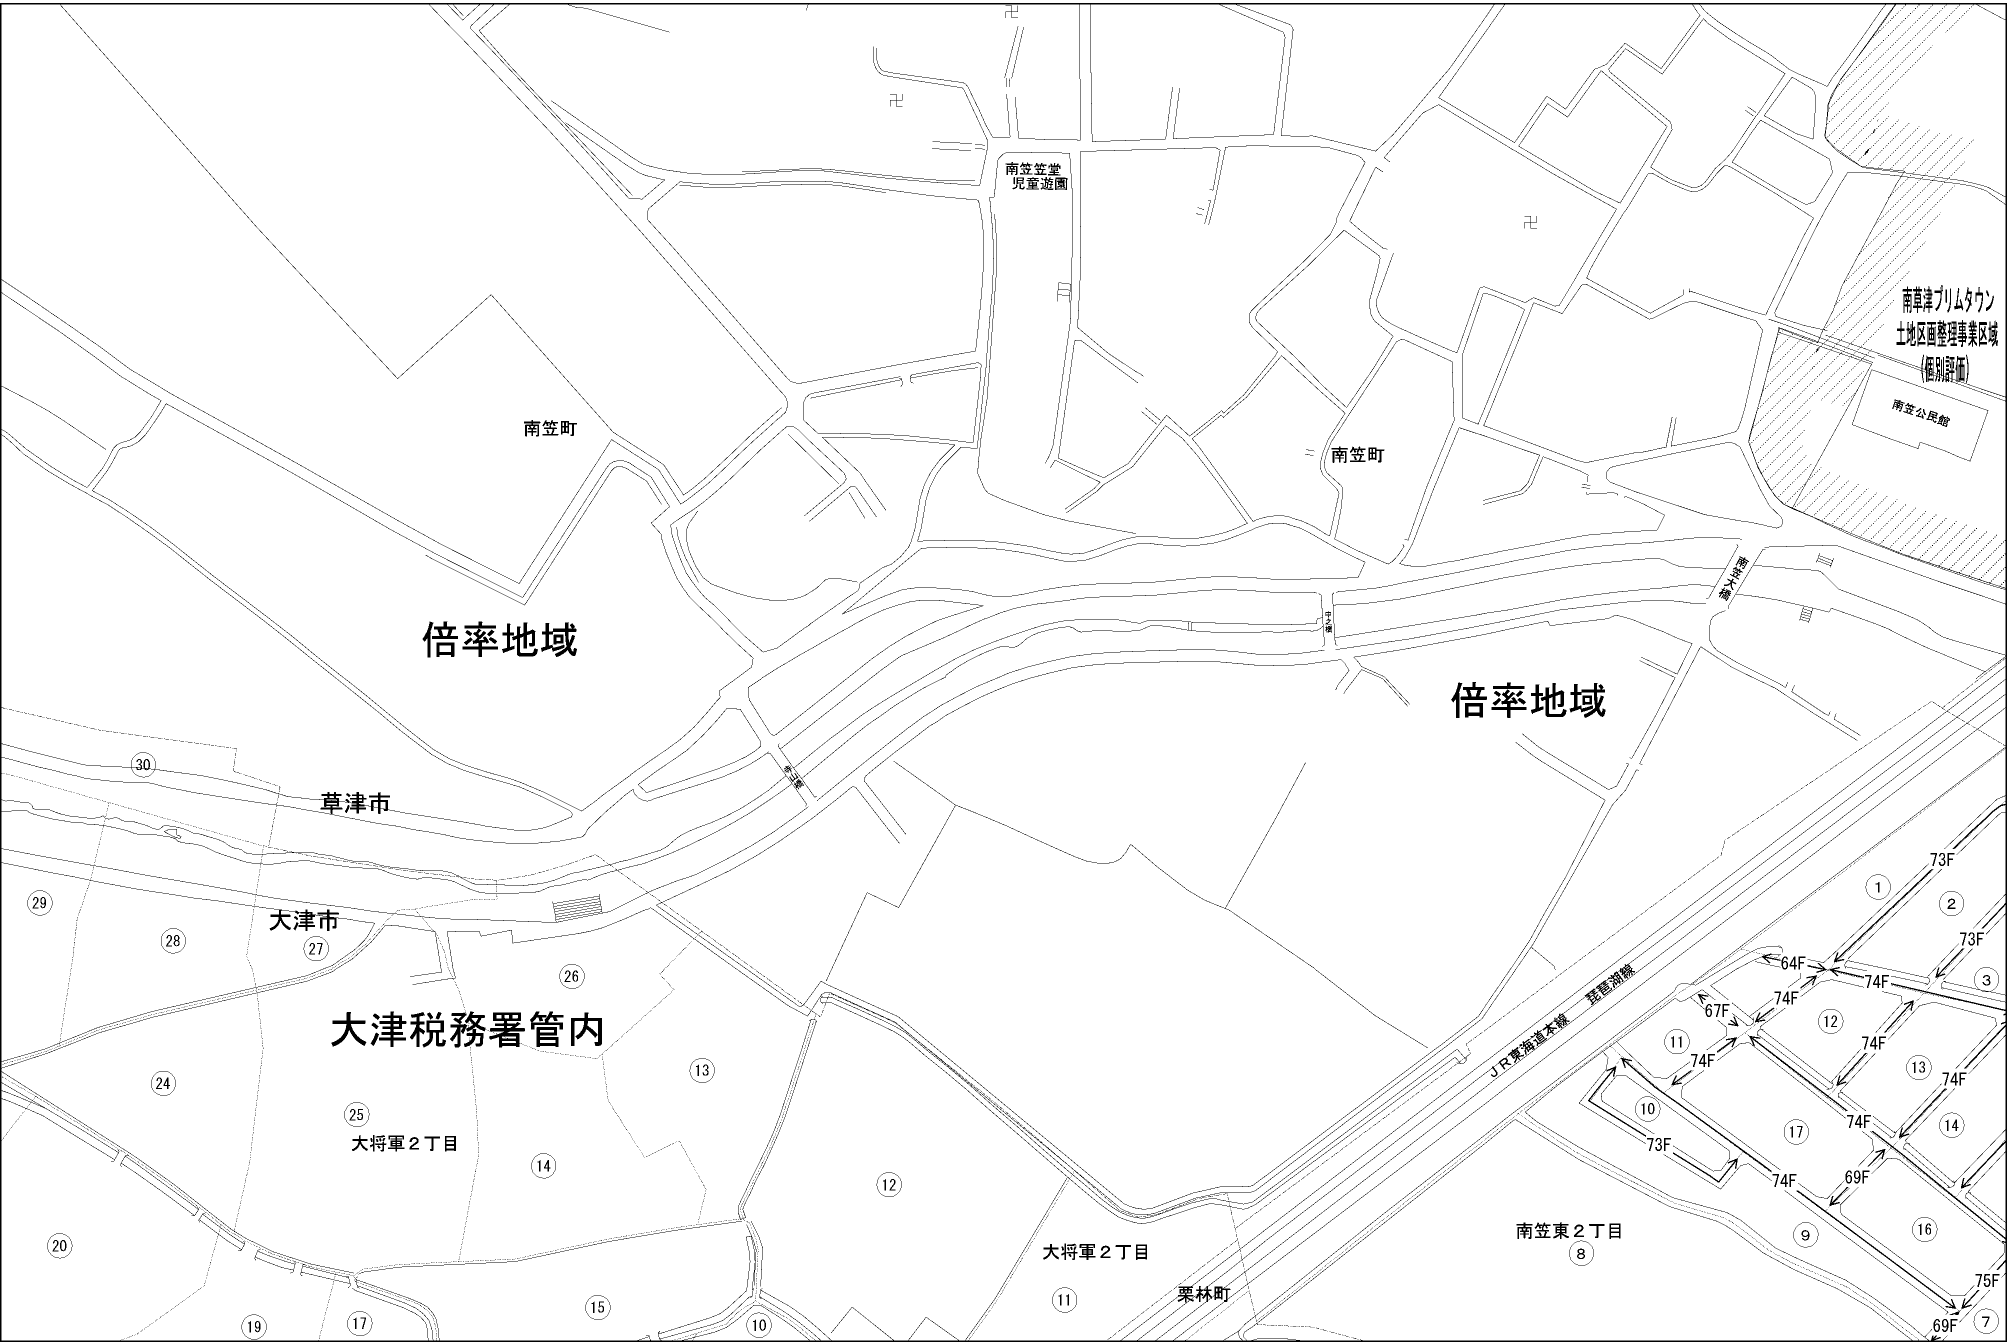 南笠笠堂
児童遊園
南草津プリムタウン
土地区画整理事業区域
(個別評価)
南笠公民館
南笠町
南笠町
南笠大橋
中之橋
倍率地域
倍率地域
30
草津市
73F
1
2
29
28
大津市
27
26
73F
64F
74F
3
琵琶湖線
JR東海道本線
74F
67F
12
大津税務署管内
11
74F
74F
13
24
13
74F
25
10
74F
14
大将軍2丁目
73F
17
14
12
74F
69F
南笠東2丁目
8
9
16
20
大将軍2丁目
75F
栗林町
11
15
19
17
10
69F
7